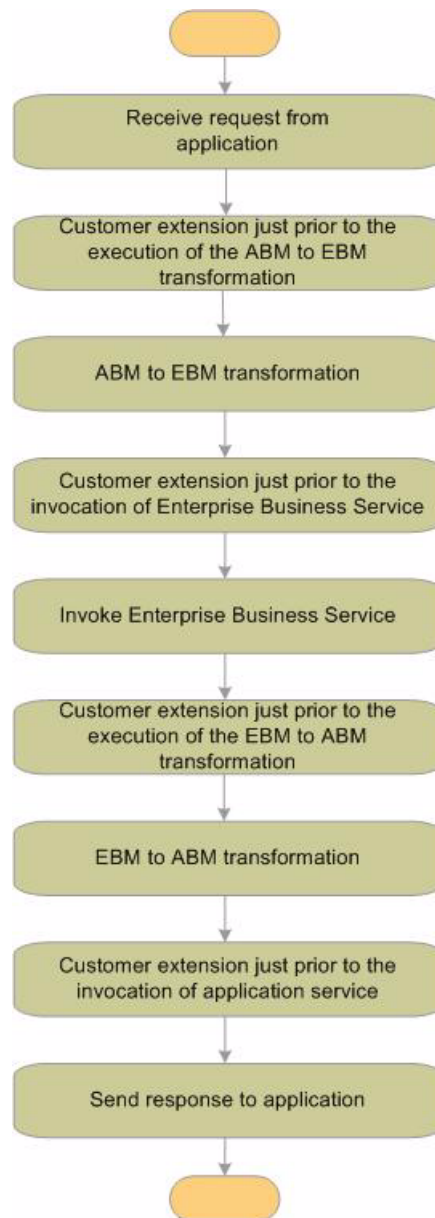 Receive request from
application
Customer extension just prior to the
execution of the ABM to EBM
transformation
ABM to EBM transformation
Customer extension just prior to the
invocation of Enterprise Business Service
Invoke Enterprise Business Service
Customer extension just prior to the
execution of the EBM to ABM
transformation
EBM to ABM transformation
Customer extension just prior to the
invocation of application service
Send response to application